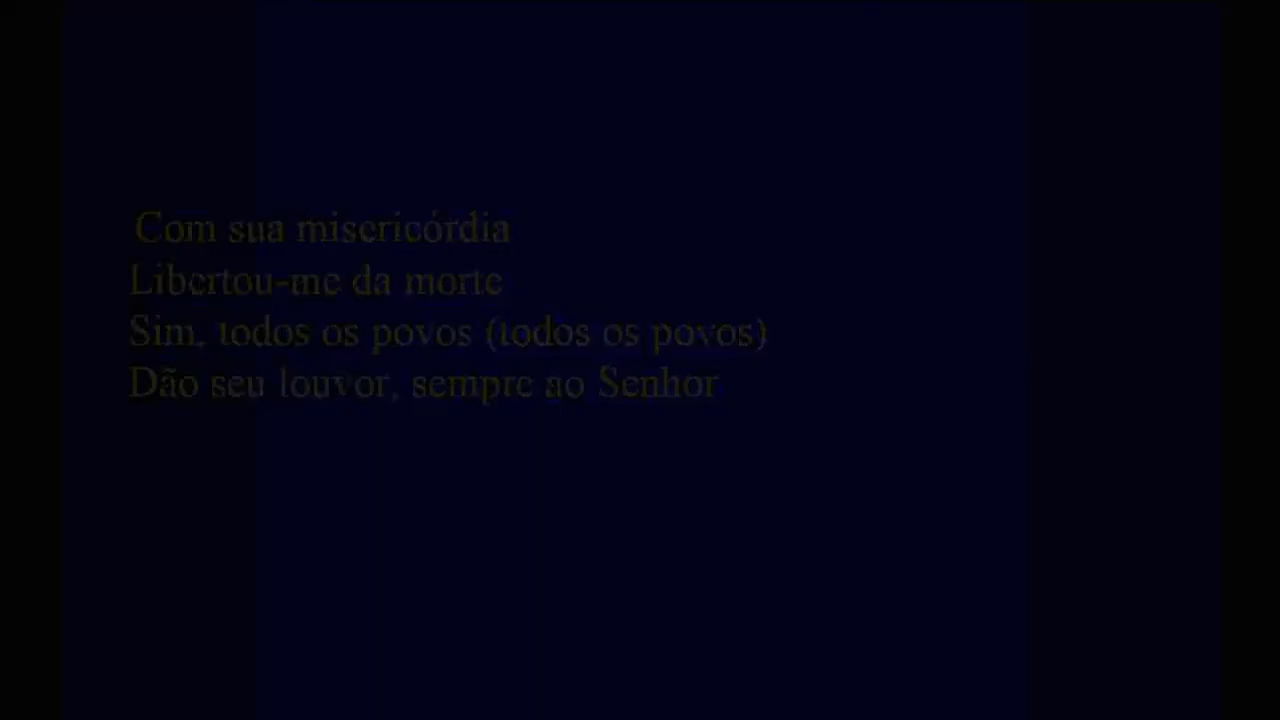 Com sua misericórdia
Libertou-me da morte
Sim, todos os povos (todos os povos)
Dão seu louvor, sempre ao Senhor